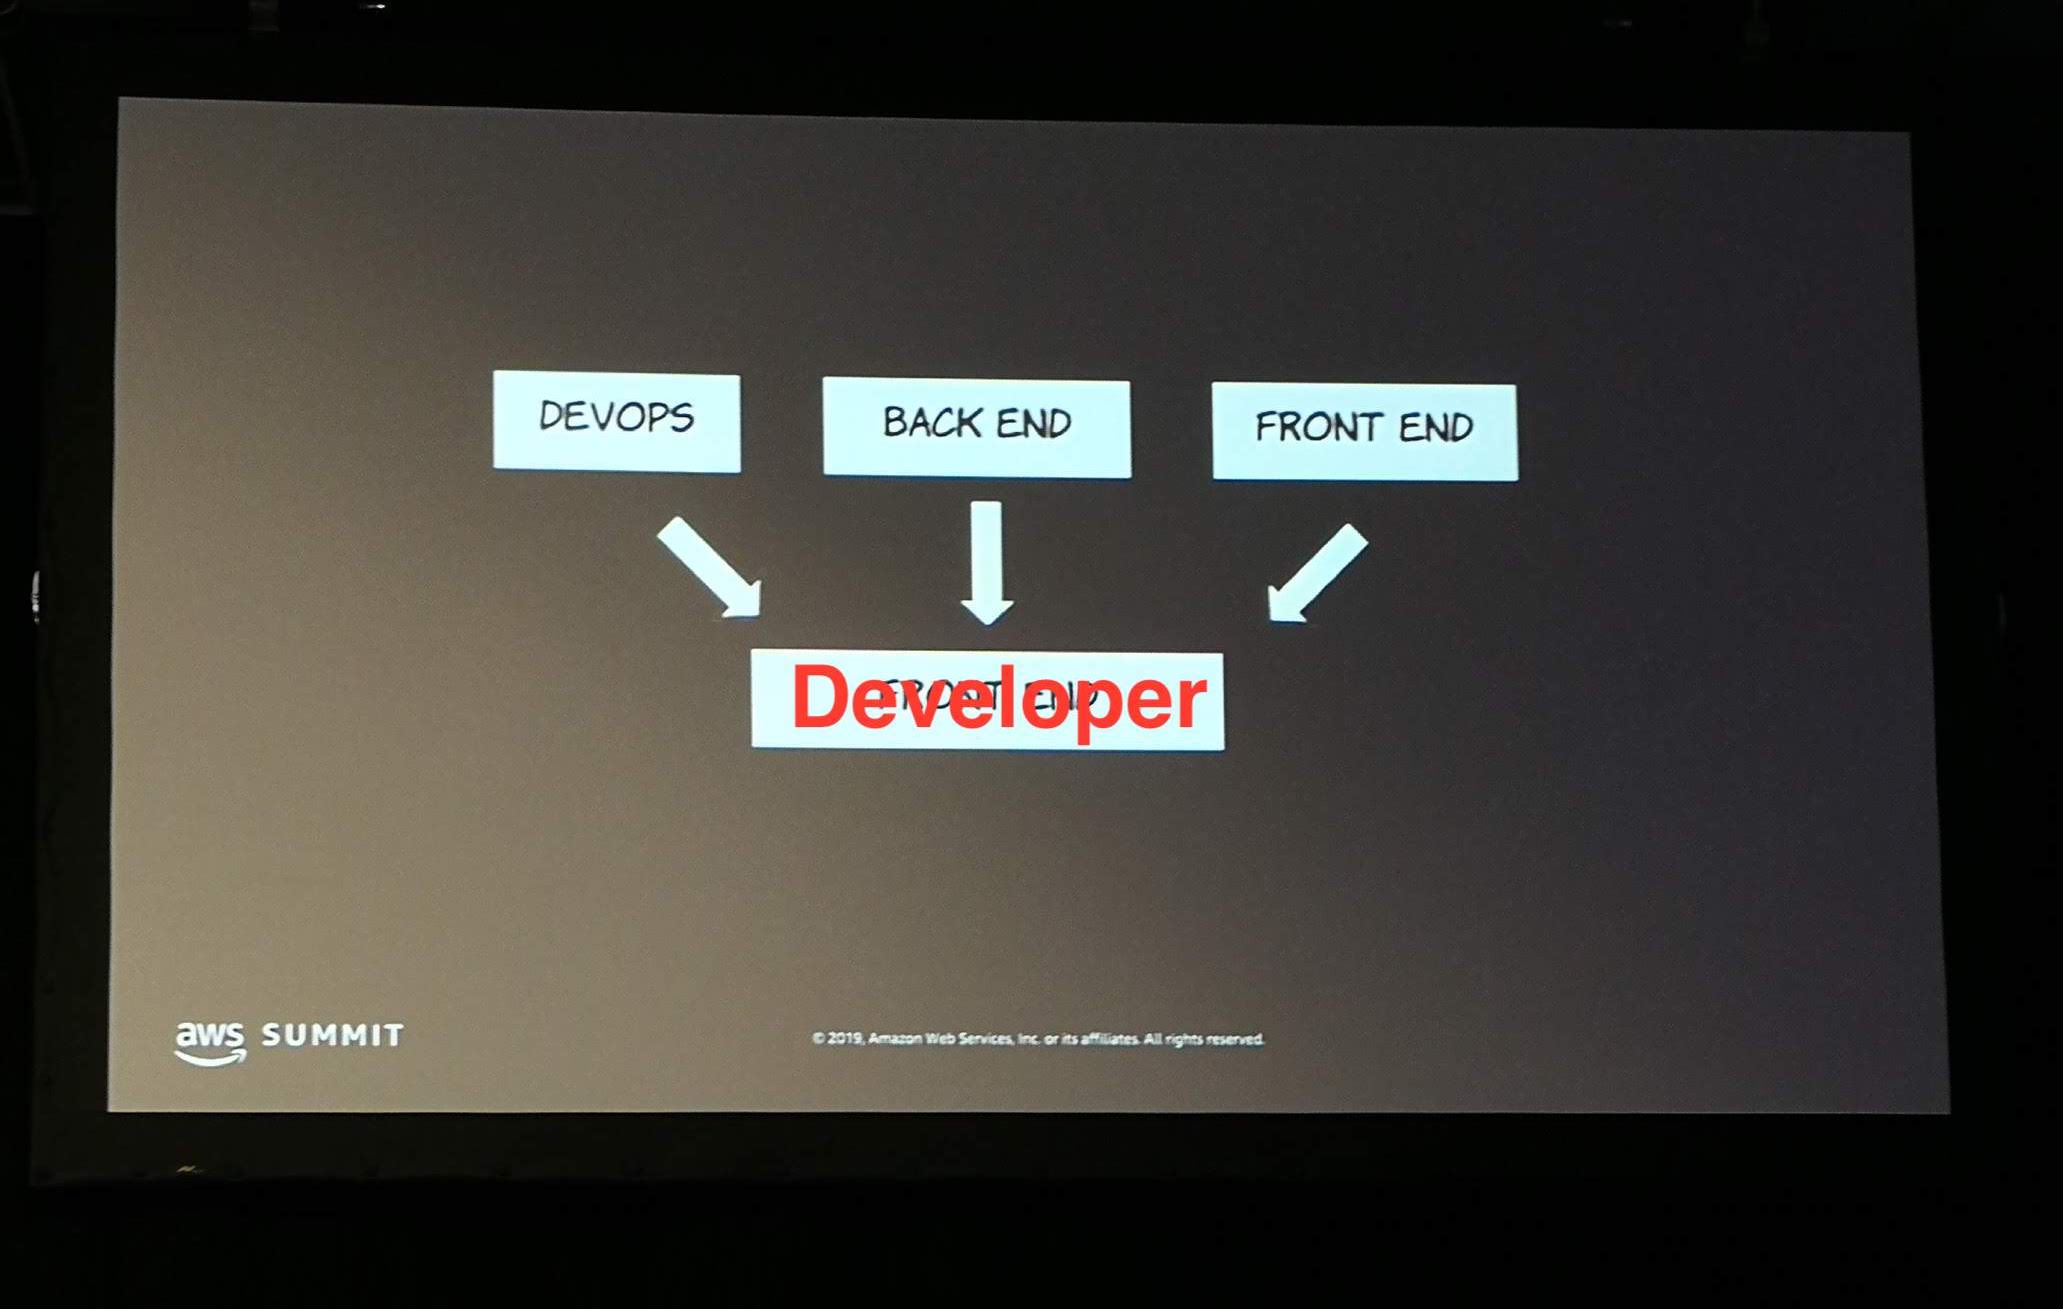 DEVOPS
BACK END
FRONT END
FRONT END
Developer
aws SUMMIT
© 2019, Amazon Web Services, Inc. or its affiliates. All rights reserved.